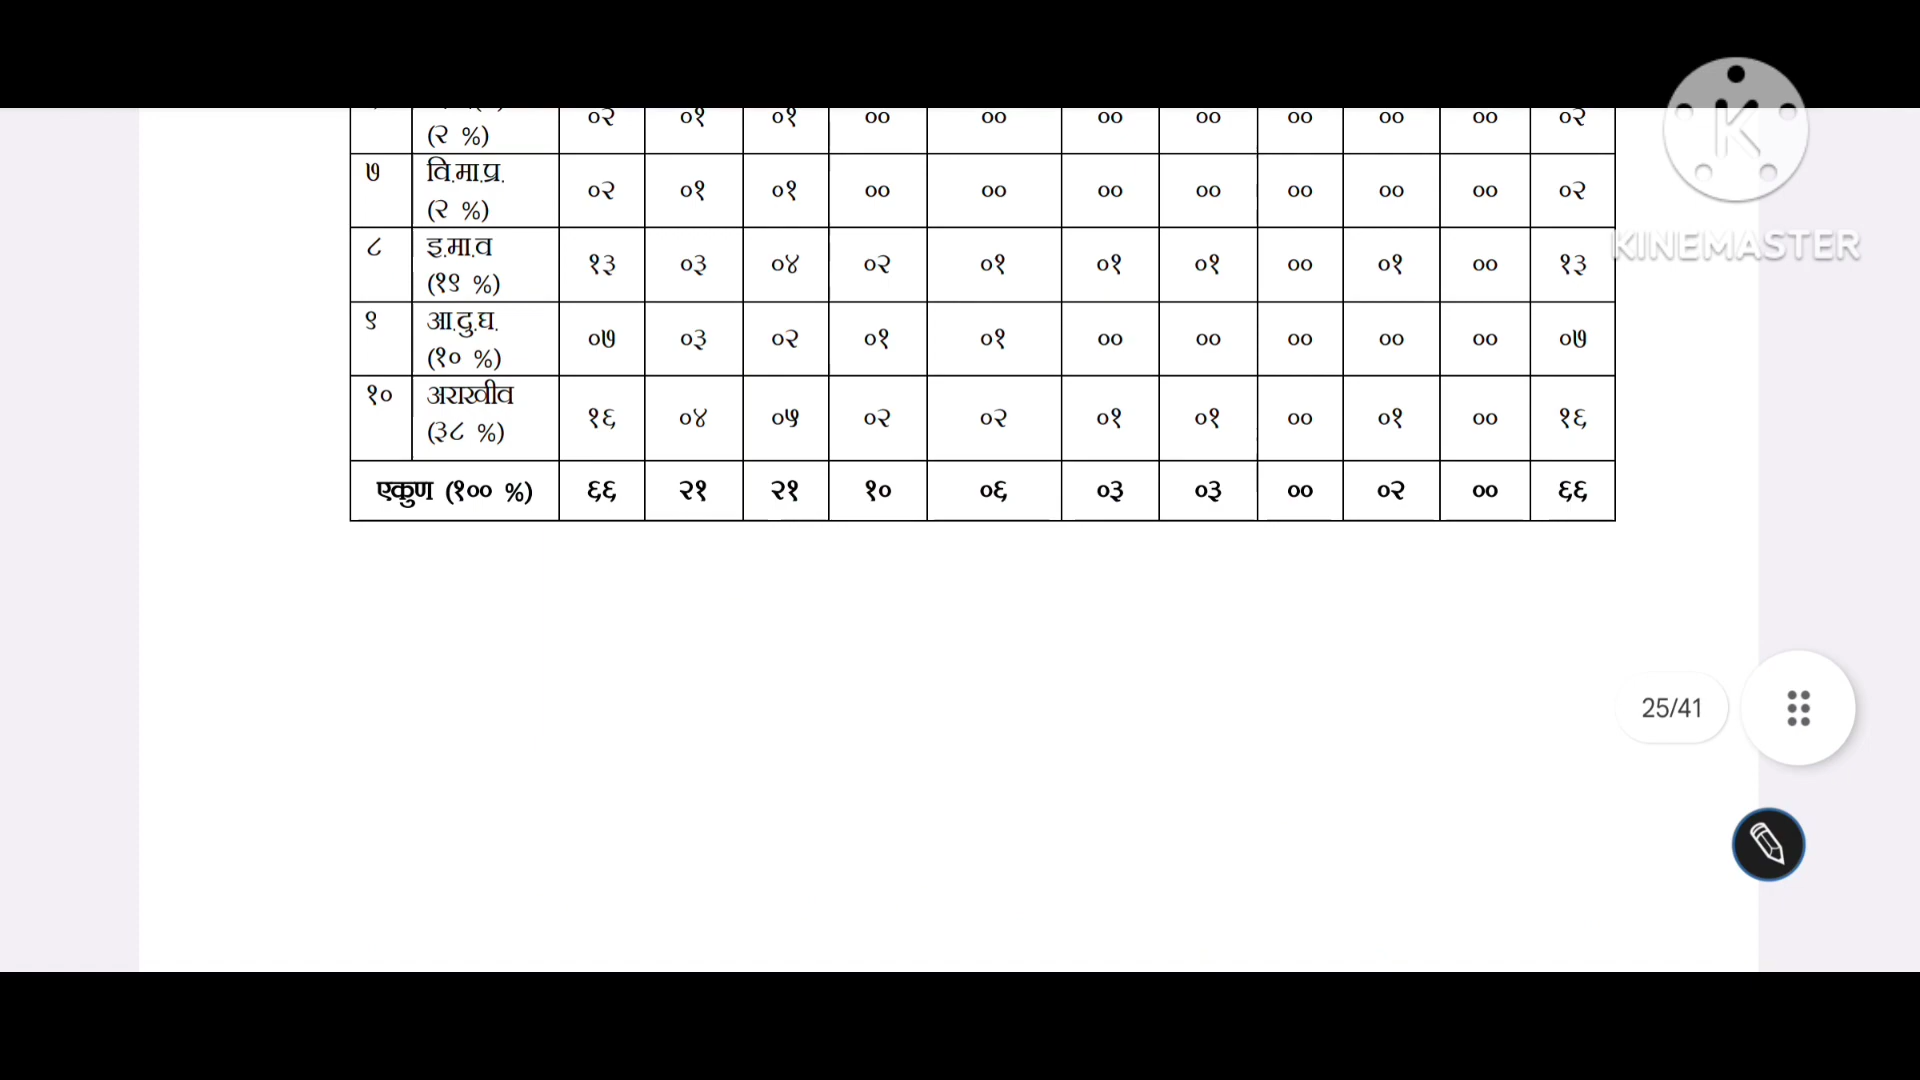 (२ %) ०२ ०१ ०१ ०० ०० ०० ०० ०० ०० ०० ०२
७ वि.मा.प्र. (२ %) ०२ ०१ ०१ ०० ०० ०० ०० ०० ०० ०० ०२
८ इ.मा.व (१९ %) १३ ०३ ०४ ०२ ०१ ०१ ०१ ०० ०१ ०० १३
९ आ.दु.घ. (१० %) ०७ ०३ ०२ ०१ ०१ ०० ०० ०० ०० ०० ०७
१० अराखीव (३८ %) १६ ०४ ०५ ०२ ०२ ०१ ०१ ०० ०१ ०० १६
एकुण (१०० %) ६६ २१ २१ १० ०६ ०३ ०३ ०० ०२ ०० ६६
K
KINEMASTER
25/41